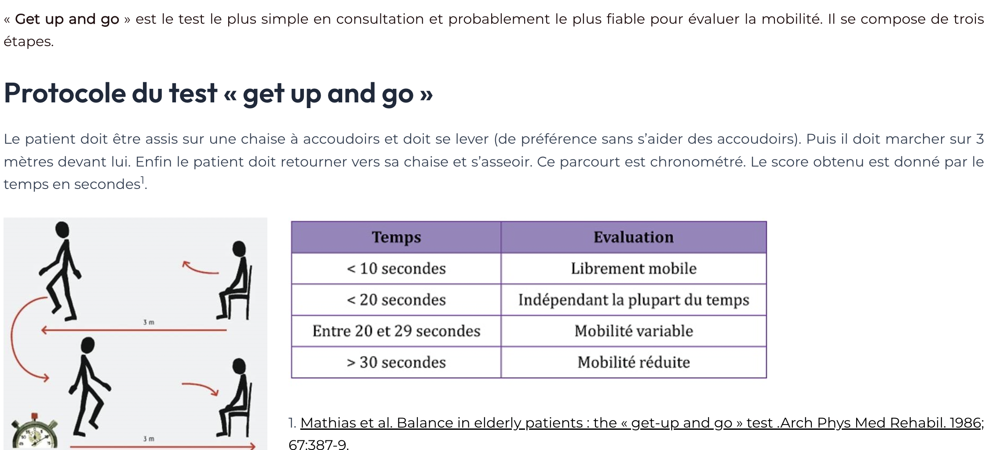 « Get up and go » est le test le plus simple en consultation et probablement le plus fiable pour évaluer la mobilité. Il se compose de trois
étapes.
Protocole du test « get up and go »
Le patient doit être assis sur une chaise à accoudoirs et doit se lever (de préférence sans s’aider des accoudoirs). Puis il doit marcher sur 3
mètres devant lui. Enfin le patient doit retourner vers sa chaise et s’asseoir. Ce parcourt est chronométré. Le score obtenu est donné par le
temps en secondes¹.
3 m
3 m
Temps Evaluation
< 10 secondes Librement mobile
< 20 secondes Indépendant la plupart du temps
Entre 20 et 29 secondes Mobilité variable
> 30 secondes Mobilité réduite
1. Mathias et al. Balance in elderly patients : the « get-up and go » test .Arch Phys Med Rehabil. 1986;
67:387-9.